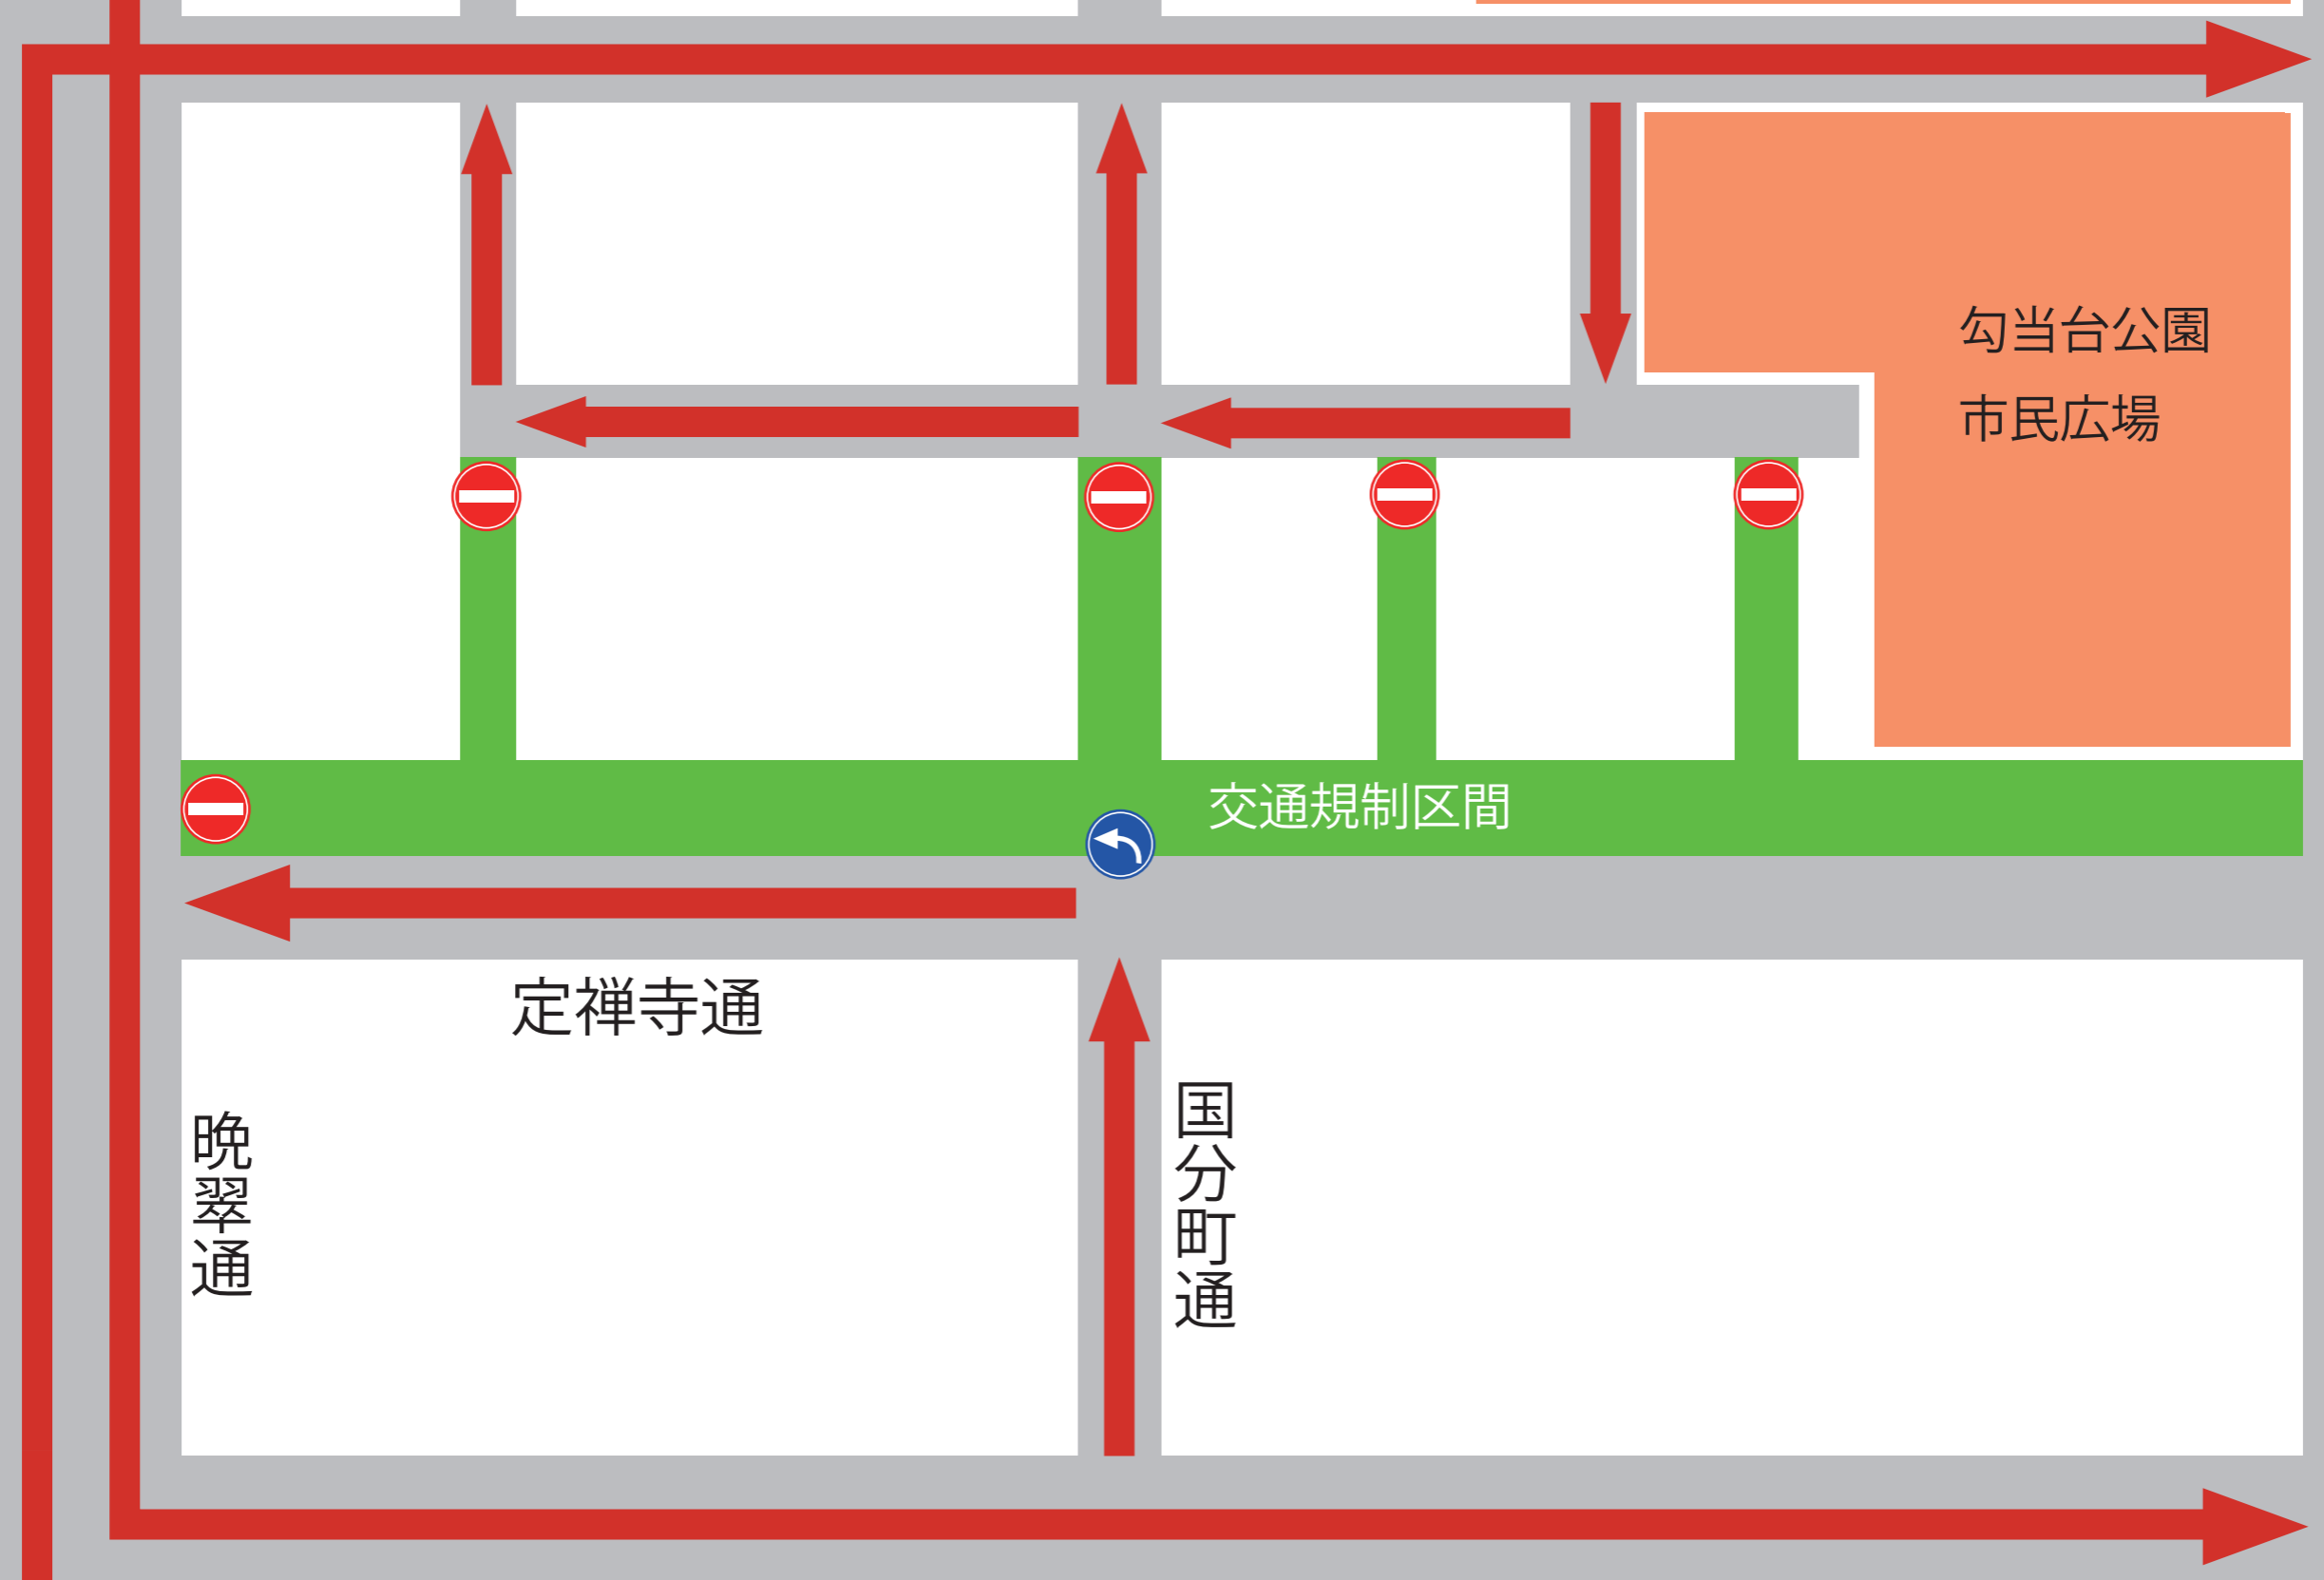 勾当台公園
市民広場
交通規制区間
定禅寺通
晩翠通
国分町通